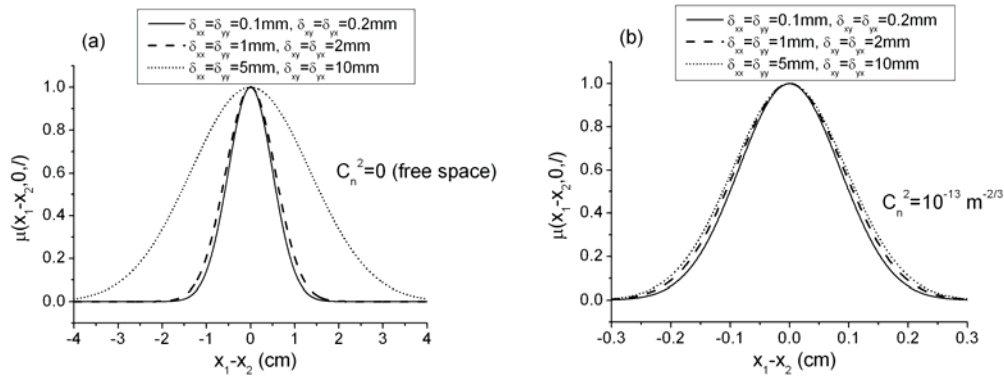 (a)
δxx=δyy=0.1mm, δxy=δyx=0.2mm
δxx=δyy=1mm, δxy=δyx=2mm
δxx=δyy=5mm, δxy=δyx=10mm
Cn²=0 (free space)
μ(x₁-x₂,0,l)
1.0
0.8
0.6
0.4
0.2
0.0
-4 -3 -2 -1 0 1 2 3 4
x₁-x₂ (cm)
(b)
δxx=δyy=0.1mm, δxy=δyx=0.2mm
δxx=δyy=1mm, δxy=δyx=2mm
δxx=δyy=5mm, δxy=δyx=10mm
Cn²=10⁻¹³ m⁻²/³
μ(x₁-x₂,0,l)
1.0
0.8
0.6
0.4
0.2
0.0
-0.3 -0.2 -0.1 0.0 0.1 0.2 0.3
x₁-x₂ (cm)